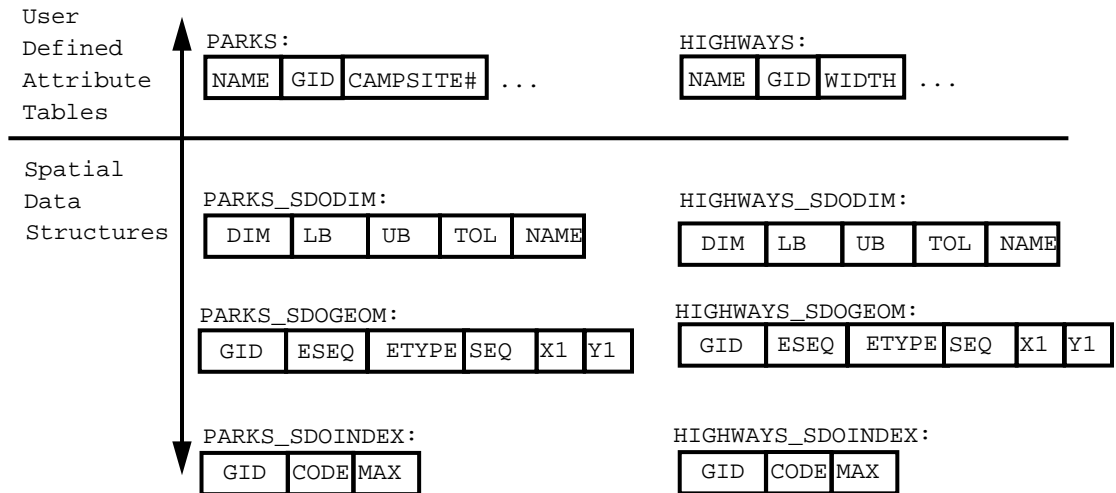 User
Defined
Attribute
Tables
PARKS:
NAME GID CAMPSITE# ...
HIGHWAYS:
NAME GID WIDTH ...
Spatial
Data
Structures
PARKS_SDODIM:
DIM LB UB TOL NAME
HIGHWAYS_SDODIM:
DIM LB UB TOL NAME
PARKS_SDOGEOM:
GID ESEQ ETYPE SEQ X1 Y1
HIGHWAYS_SDOGEOM:
GID ESEQ ETYPE SEQ X1 Y1
PARKS_SDOINDEX:
GID CODE MAX
HIGHWAYS_SDOINDEX:
GID CODE MAX